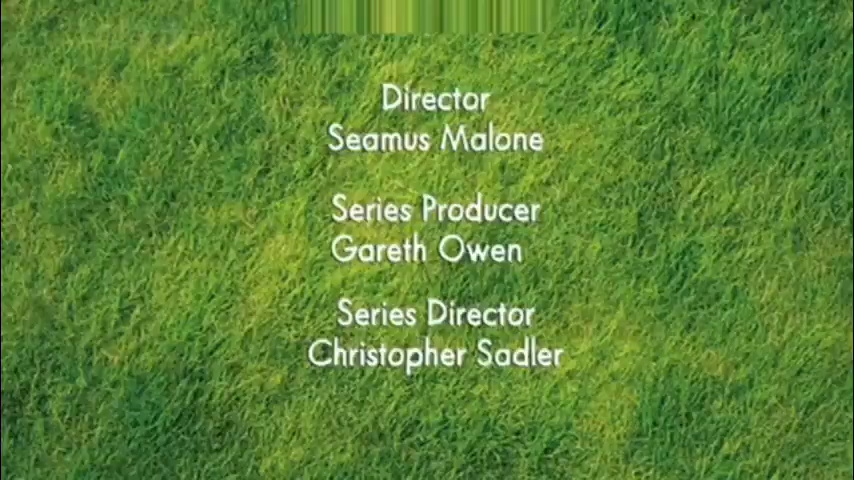 Director
Seamus Malone
Series Producer
Gareth Owen
Series Director
Christopher Sadler